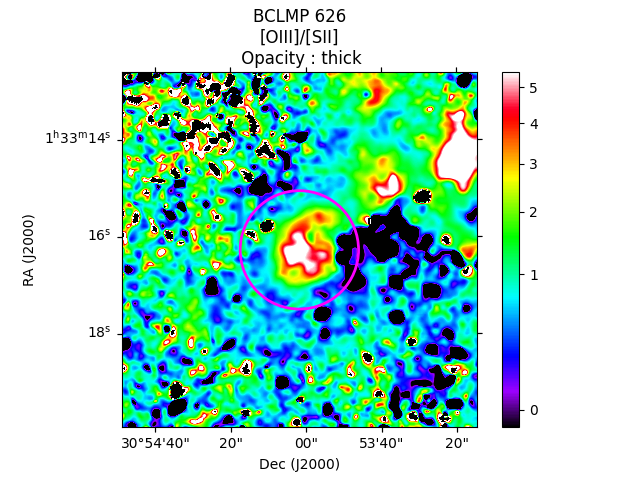 BCLMP 626
[OIII]/[SII]
Opacity : thick
RA (J2000)
1ʰ33ᵐ14ˢ
16ˢ
18ˢ
30°54'40" 20" 00" 53'40" 20"
Dec (J2000)
5
4
3
2
1
0